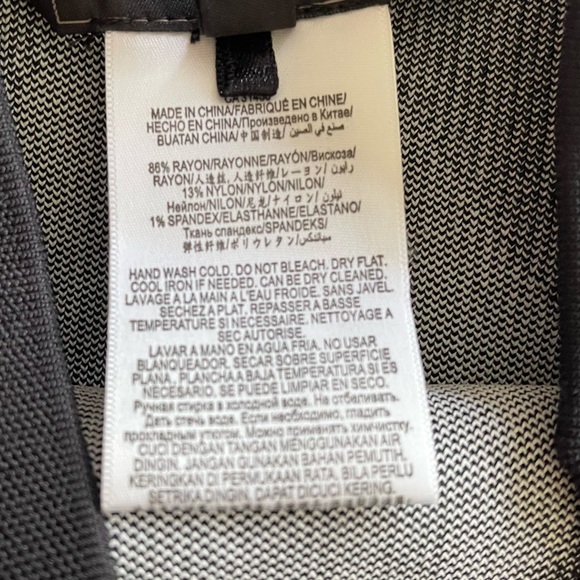 MADE IN CHINA/FABRIQUÉ EN CHINE/
HECHO EN CHINA/Произведено в Китае/
BUATAN CHINA/中国制造/ صنع في الصين/
86% RAYON/RAYONNE/RAYÓN/Вискоза/
RAYON/人造丝, 人造纤维/レーヨン/ رايون/
13% NYLON/NYLON/NILON/
Нейлон/NILON/尼龙/ナイロン/ نيلون/
1% SPANDEX/ELASTHANNE/ELASTANO/
Ткань спандекс/SPANDEKS/
弹性纤维/ポリウレタン/ سباندكس/
HAND WASH COLD. DO NOT BLEACH. DRY FLAT.
COOL IRON IF NEEDED. CAN BE DRY CLEANED.
LAVAGE A LA MAIN A L'EAU FROIDE. SANS JAVEL.
SECHEZ A PLAT. REPASSER A BASSE
TEMPERATURE SI NECESSAIRE. NETTOYAGE A
SEC AUTORISE.
LAVAR A MANO EN AGUA FRIA. NO USAR
BLANQUEADOR. SECAR SOBRE SUPERFICIE
PLANA. PLANCHA A BAJA TEMPERATURA SI ES
NECESARIO. SE PUEDE LIMPIAR EN SECO.
Ручная стирка в холодной воде. Не отбеливать.
Дать стечь воде. Если необходимо, гладить
прохладным утюгом. Можно применять химчистку.
CUCI DENGAN TANGAN MENGGUNAKAN AIR
DINGIN. JANGAN GUNAKAN BAHAN PEMUTIH.
KERINGKAN DI PERMUKAAN RATA. BILA PERLU
SETRIKA DINGIN. DAPAT DICUCI KERING.